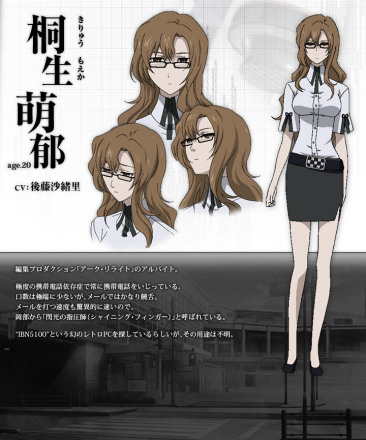 きりゅう もえか
桐生 萌郁
age.20
cv:後藤沙緒里
編集プロダクション「アーク・リライト」のアルバイト。
極度の携帯電話依存症で常に携帯電話をいじっている。
口数は極端に少ないが、メールではかなり饒舌。
メールを打つ速度も驚異的に速いので、
岡部から「閃光の指圧師（シャイニング・フィンガー）」と呼ばれている。
“IBN5100”という幻のレトロPCを探しているらしいが、その用途は不明。